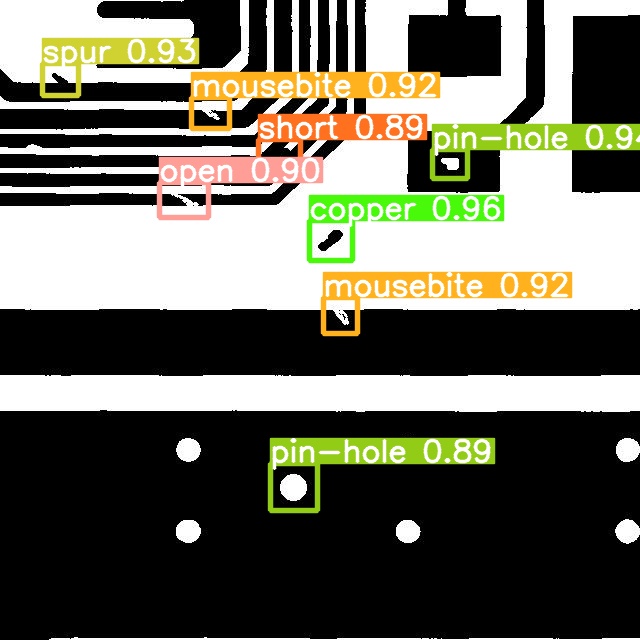 spur 0.93
mousebite 0.92
short 0.89
pin-hole 0.94
open 0.90
copper 0.96
mousebite 0.92
pin-hole 0.89